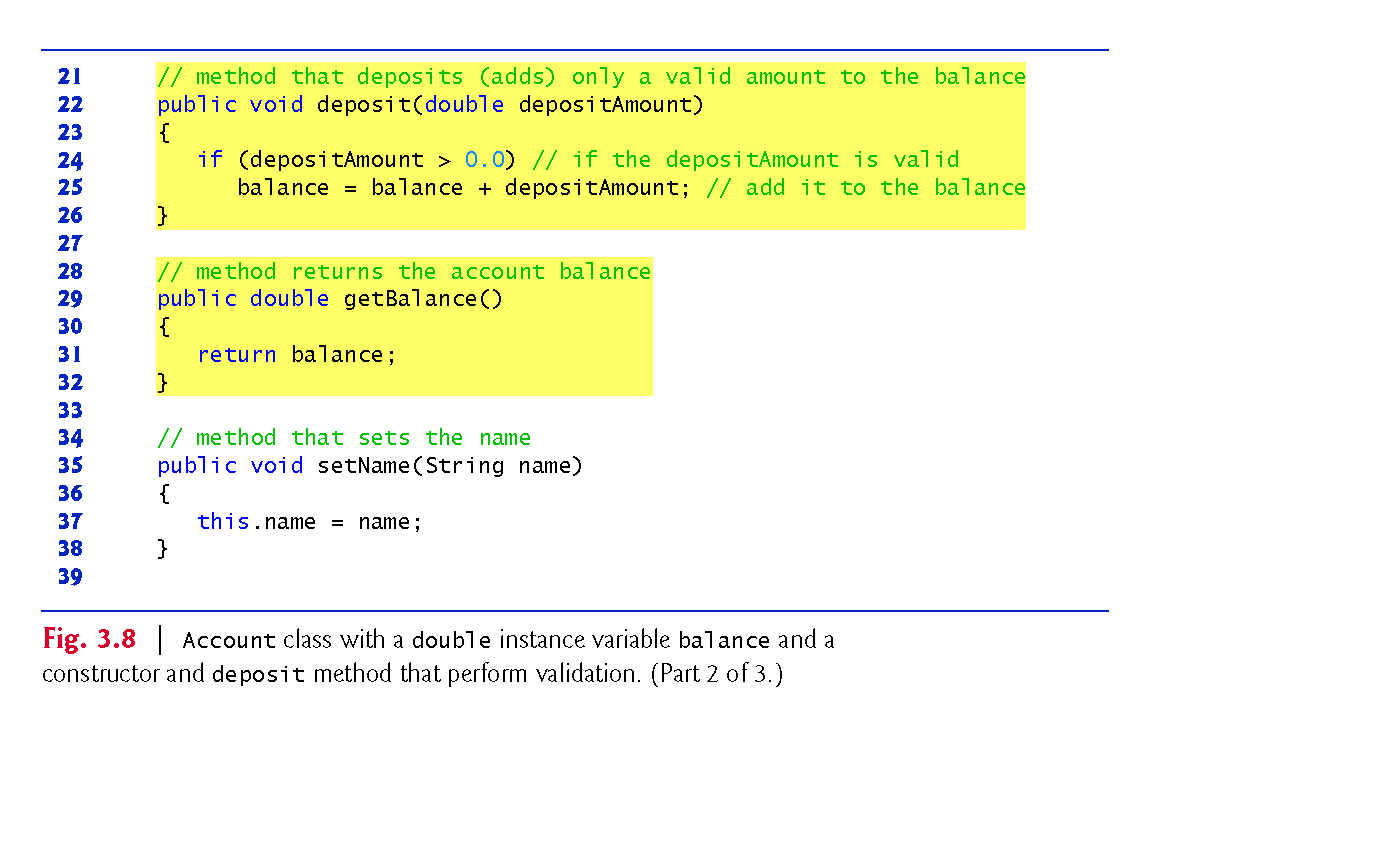 21 // method that deposits (adds) only a valid amount to the balance
22 public void deposit(double depositAmount)
23 {
24    if (depositAmount > 0.0) // if the depositAmount is valid
25       balance = balance + depositAmount; // add it to the balance
26 }
27
28 // method returns the account balance
29 public double getBalance()
30 {
31    return balance;
32 }
33
34 // method that sets the name
35 public void setName(String name)
36 {
37    this.name = name;
38 }
39
Fig. 3.8 | Account class with a double instance variable balance and a
constructor and deposit method that perform validation. (Part 2 of 3.)